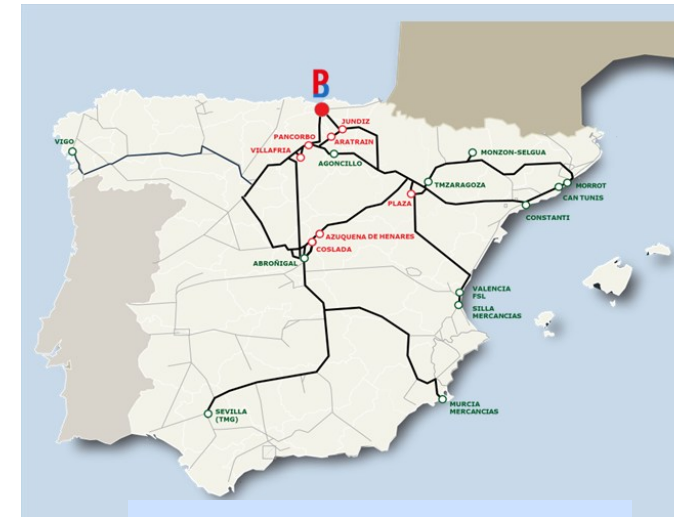 B
JUNDIZ
PANCORBO
ARATRAIN
VIGO
VILLAFRIA
AGONCILLO
MONZON-SELGUA
TMZARAGOZA
MORROT
CAN TUNIS
PLAZA
CONSTANTI
AZUQUENA DE HENARES
COSLADA
ABROÑIGAL
VALENCIA
FSL
SILLA
MERCANCIAS
SEVILLA
(TMG)
MURCIA
MERCANCIAS